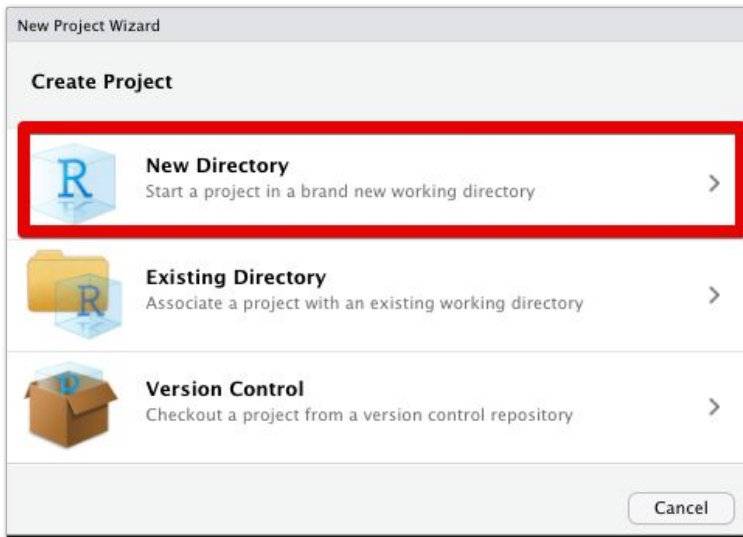 New Project Wizard
Create Project
New Directory
Start a project in a brand new working directory
Existing Directory
Associate a project with an existing working directory
Version Control
Checkout a project from a version control repository
Cancel